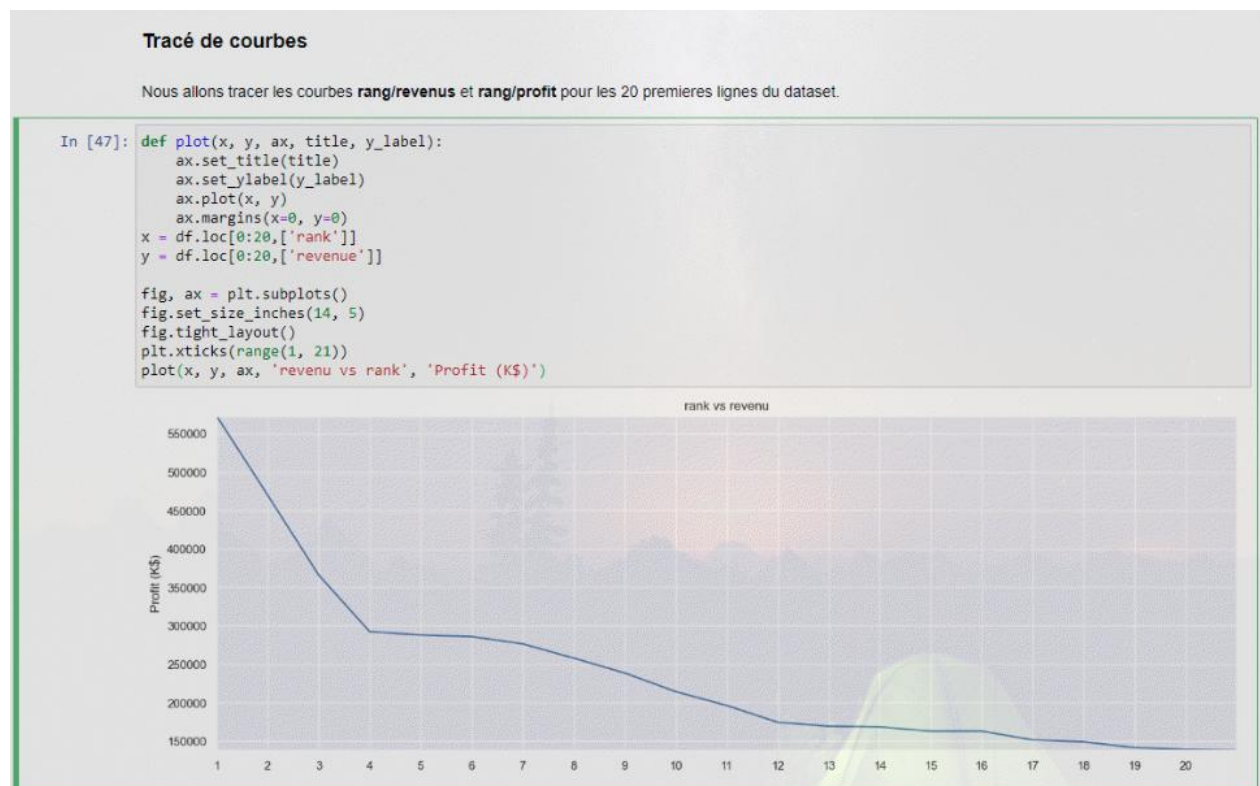 Tracé de courbes
Nous allons tracer les courbes rang/revenus et rang/profit pour les 20 premieres lignes du dataset.
In [47]: def plot(x, y, ax, title, y_label):
    ax.set_title(title)
    ax.set_ylabel(y_label)
    ax.plot(x, y)
    ax.margins(x=0, y=0)
x = df.loc[0:20,['rank']]
y = df.loc[0:20,['revenue']]
fig, ax = plt.subplots()
fig.set_size_inches(14, 5)
fig.tight_layout()
plt.xticks(range(1, 21))
plot(x, y, ax, 'revenu vs rank', 'Profit (K$)')
rank vs revenu
550000
500000
450000
400000
Profit (K$)
350000
300000
250000
200000
150000
1 2 3 4 5 6 7 8 9 10 11 12 13 14 15 16 17 18 19 20